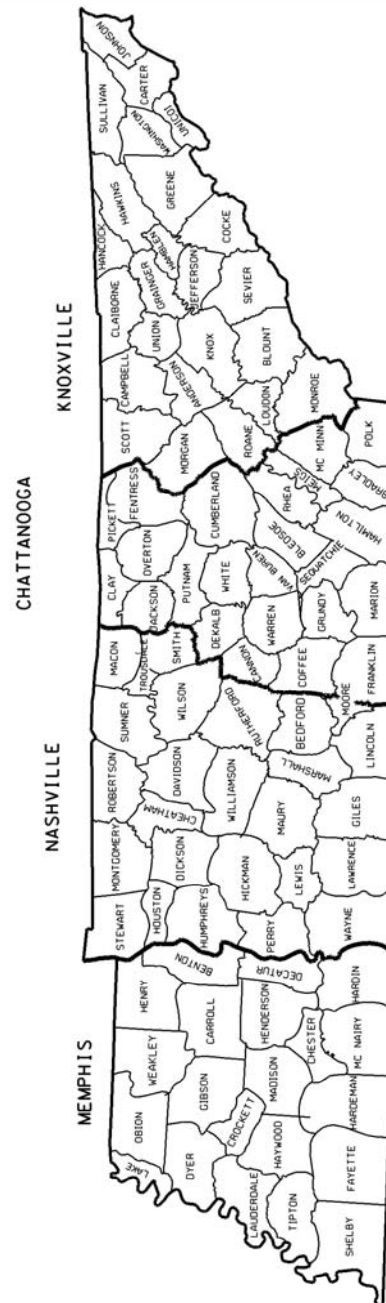 MEMPHIS
NASHVILLE
CHATTANOOGA
KNOXVILLE
LAKE
OBION
WEAKLEY
HENRY
DYER
GIBSON
CARROLL
BENTON
LAUDERDALE
CROCKETT
TIPTON
HAYWOOD
MADISON
HENDERSON
DECATUR
CHESTER
SHELBY
FAYETTE
HARDEMAN
MC NAIRY
HARDIN
STEWART
MONTGOMERY
ROBERTSON
SUMNER
MACON
TROUSDALE
HOUSTON
DICKSON
CHEATHAM
DAVIDSON
WILSON
SMITH
HUMPHREYS
HICKMAN
WILLIAMSON
RUTHERFORD
PERRY
LEWIS
MAURY
MARSHALL
BEDFORD
MOORE
WAYNE
LAWRENCE
GILES
LINCOLN
CLAY
PICKETT
FENTRESS
JACKSON
OVERTON
PUTNAM
DEKALB
WHITE
CUMBERLAND
CANNON
WARREN
VAN BUREN
BLEDSOE
RHEA
MEIGS
MC MINN
COFFEE
GRUNDY
SEQUATCHIE
HAMILTON
BRADLEY
POLK
FRANKLIN
MARION
SCOTT
CAMPBELL
CLAIBORNE
HANCOCK
HAWKINS
SULLIVAN
JOHNSON
CARTER
WASHINGTON
UNICOI
MORGAN
ANDERSON
UNION
GRAINGER
HAMBLEN
GREENE
ROANE
KNOX
JEFFERSON
COCKE
LOUDON
BLOUNT
SEVIER
MONROE